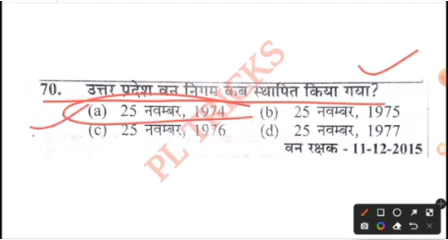 70. उत्तर प्रदेश वन निगम कब स्थापित किया गया?
(a) 25 नवम्बर, 1974 (b) 25 नवम्बर, 1975
(c) 25 नवम्बर, 1976 (d) 25 नवम्बर, 1977
वन रक्षक - 11-12-2015
PL TRICKS